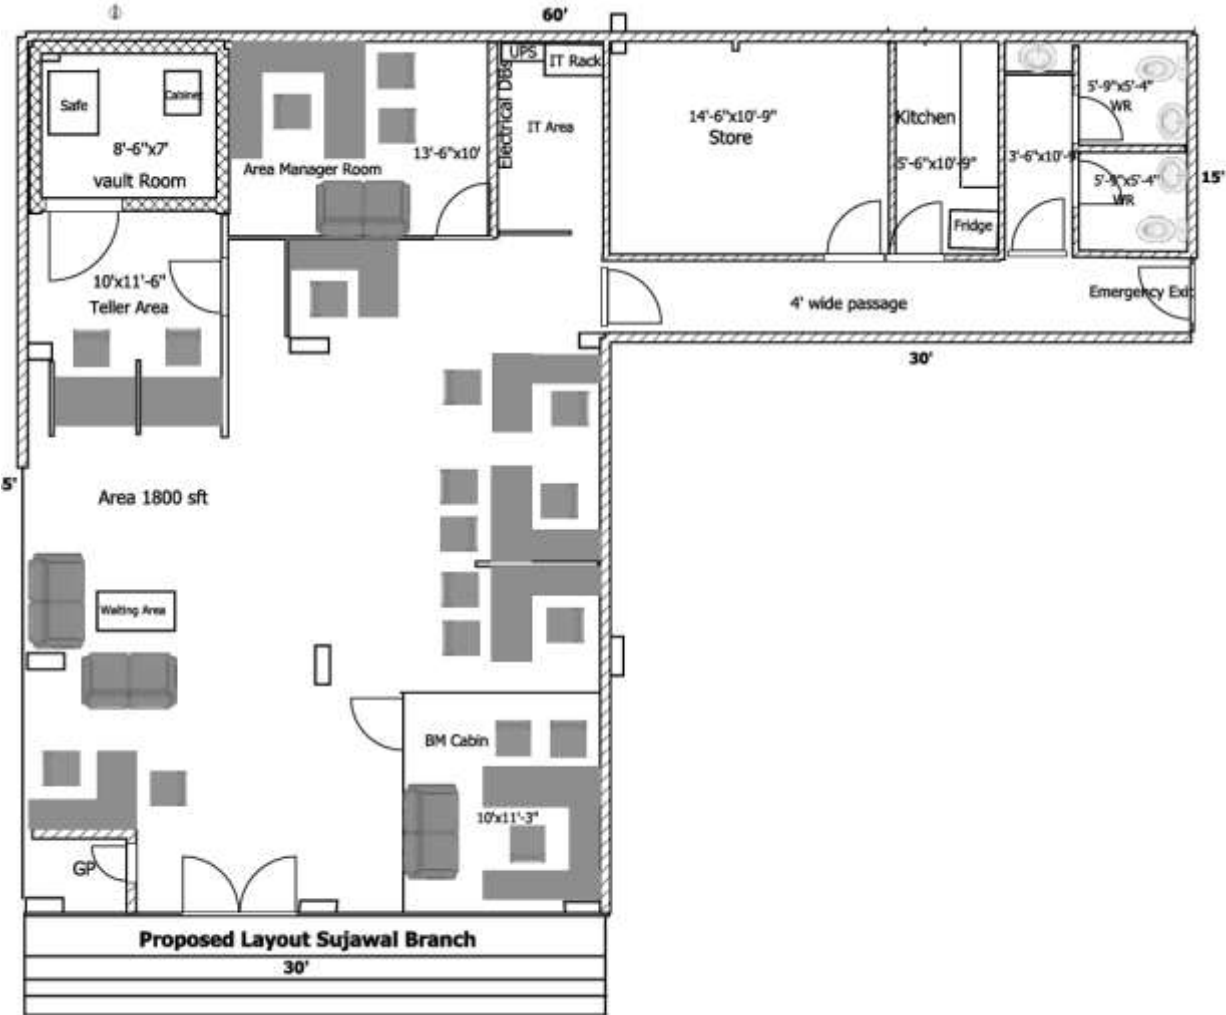 60'
UPS
IT Rack
Electrical DBs
IT Area
Safe
Cabinet
8'-6"x7'
vault Room
Area Manager Room
13'-6"x10'
14'-6"x10'-9"
Store
Kitchen
5'-6"x10'-9"
Fridge
3'-6"x10'-9"
5'-9"x5'-4"
WR
5'-9"x5'-4"
WR
15'
10'x11'-6"
Teller Area
4' wide passage
Emergency Exit
30'
5'
Area 1800 sft
Waiting Area
BM Cabin
10'x11'-3"
GP
Proposed Layout Sujawal Branch
30'